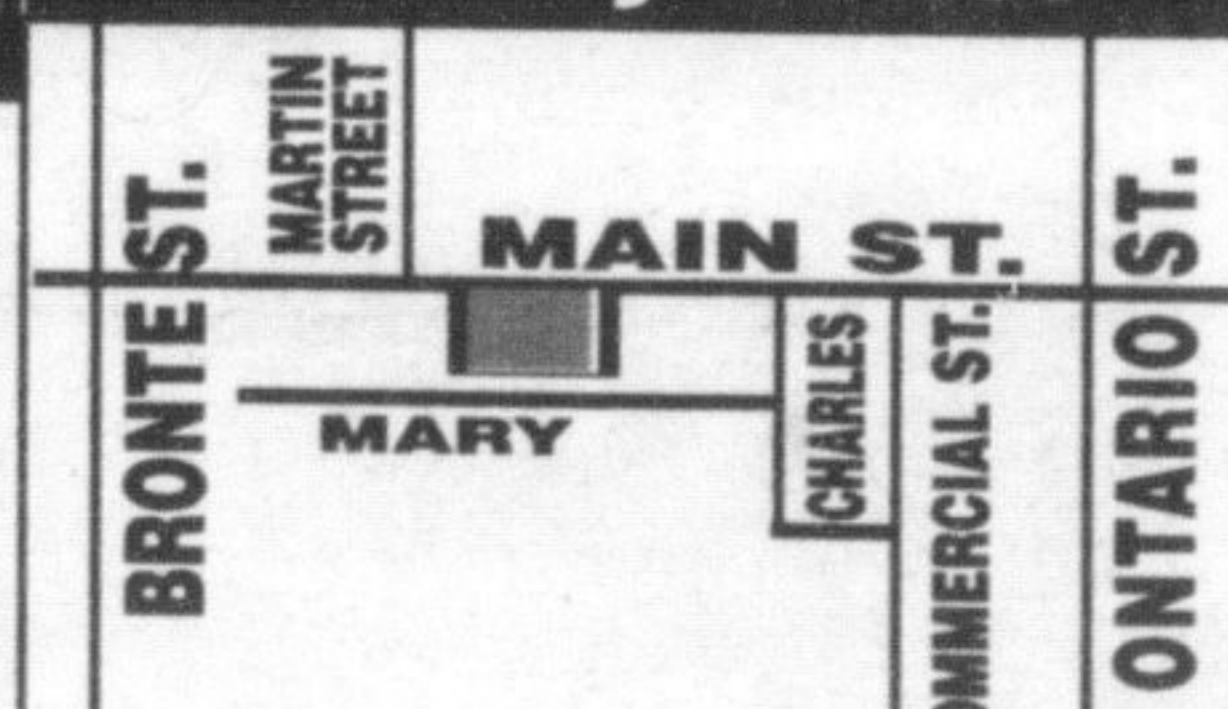 MARTIN
STREET
MAIN ST.
BRONTE ST.
MARY
CHARLES
OMMERCIAL ST.
ONTARIO ST.